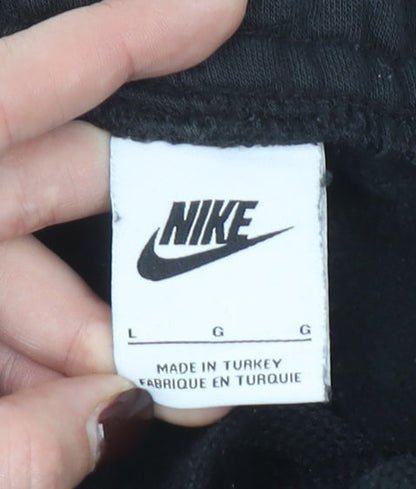 NIKE
L G G
MADE IN TURKEY
FABRIQUE EN TURQUIE